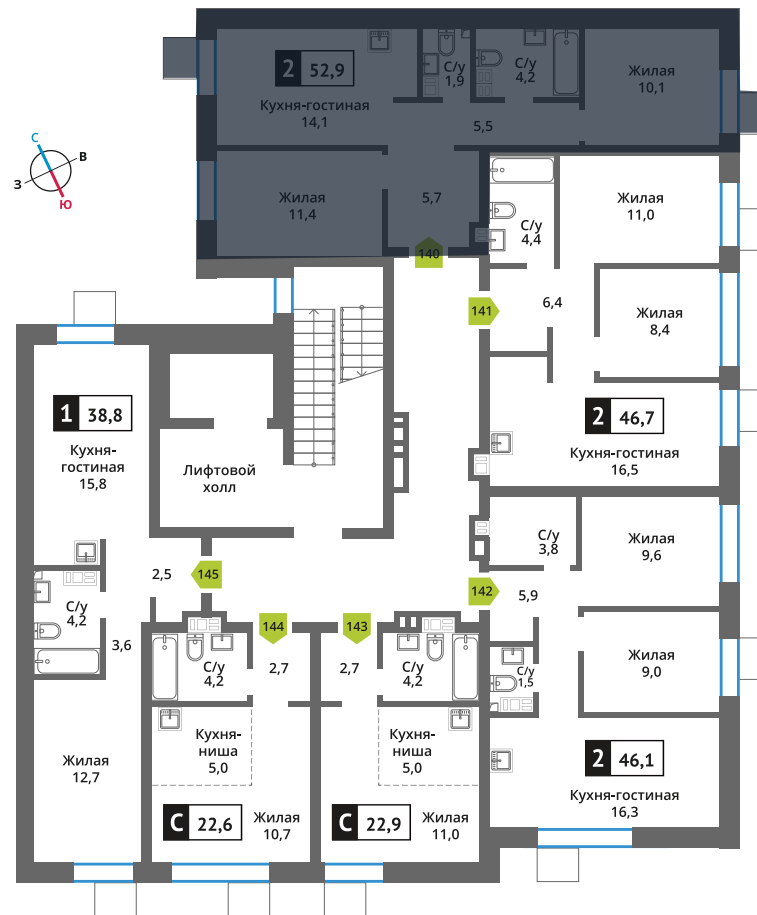 2 52,9
Кухня-гостиная
14,1
С/у
1,9
С/у
4,2
Жилая
10,1
5,5
Жилая
11,4
5,7
140
С
В
З
Ю
С/у
4,4
Жилая
11,0
141
6,4
Жилая
8,4
2 46,7
Кухня-гостиная
16,5
1 38,8
Кухня-
гостиная
15,8
Лифтовой
холл
С/у
3,8
Жилая
9,6
2,5
145
142
5,9
С/у
4,2
3,6
144
143
С/у
4,2
2,7
2,7
С/у
4,2
Жилая
9,0
С/у
1,5
Кухня-
ниша
5,0
Кухня-
ниша
5,0
Жилая
12,7
2 46,1
Кухня-гостиная
16,3
С 22,6
Жилая
10,7
С 22,9
Жилая
11,0